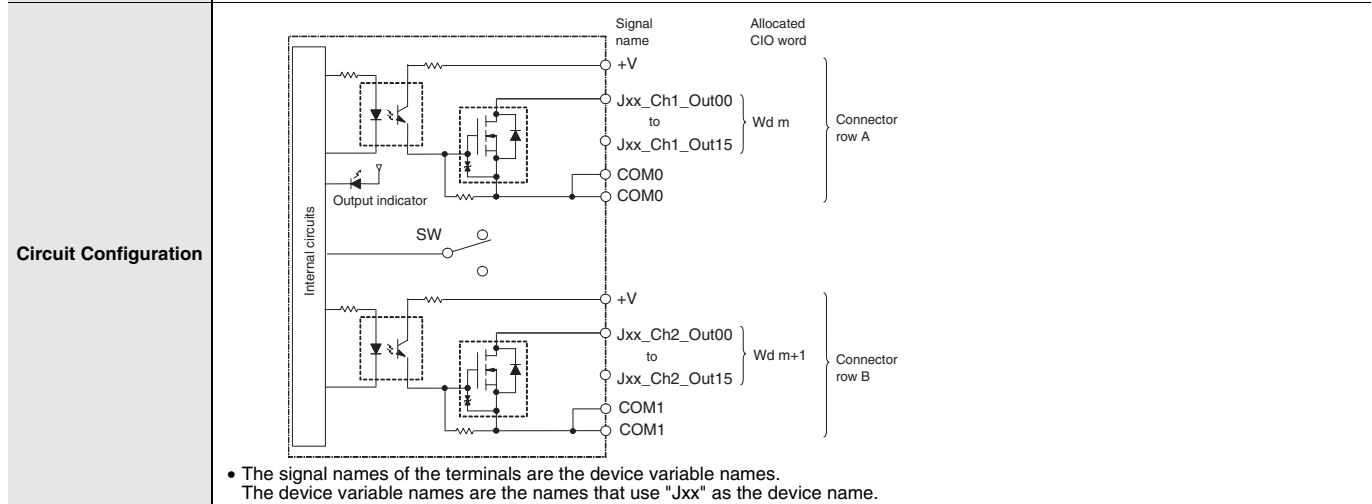 Circuit Configuration
Signal
name
Allocated
CIO word
+V
Jxx_Ch1_Out00
to
Jxx_Ch1_Out15
Wd m
Connector
row A
COM0
COM0
Output indicator
Internal circuits
SW
+V
Jxx_Ch2_Out00
to
Jxx_Ch2_Out15
Wd m+1
Connector
row B
COM1
COM1
• The signal names of the terminals are the device variable names.
The device variable names are the names that use "Jxx" as the device name.